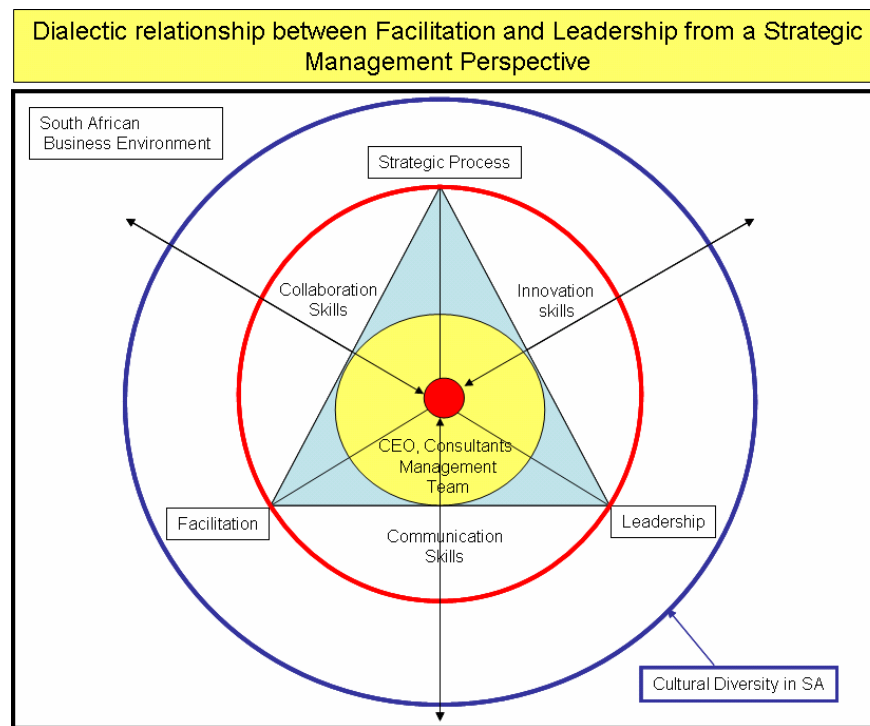 Dialectic relationship between Facilitation and Leadership from a Strategic
Management Perspective
South African
Business Environment
Strategic Process
Collaboration
Skills
Innovation
skills
CEO, Consultants
Management
Team
Facilitation
Leadership
Communication
Skills
Cultural Diversity in SA